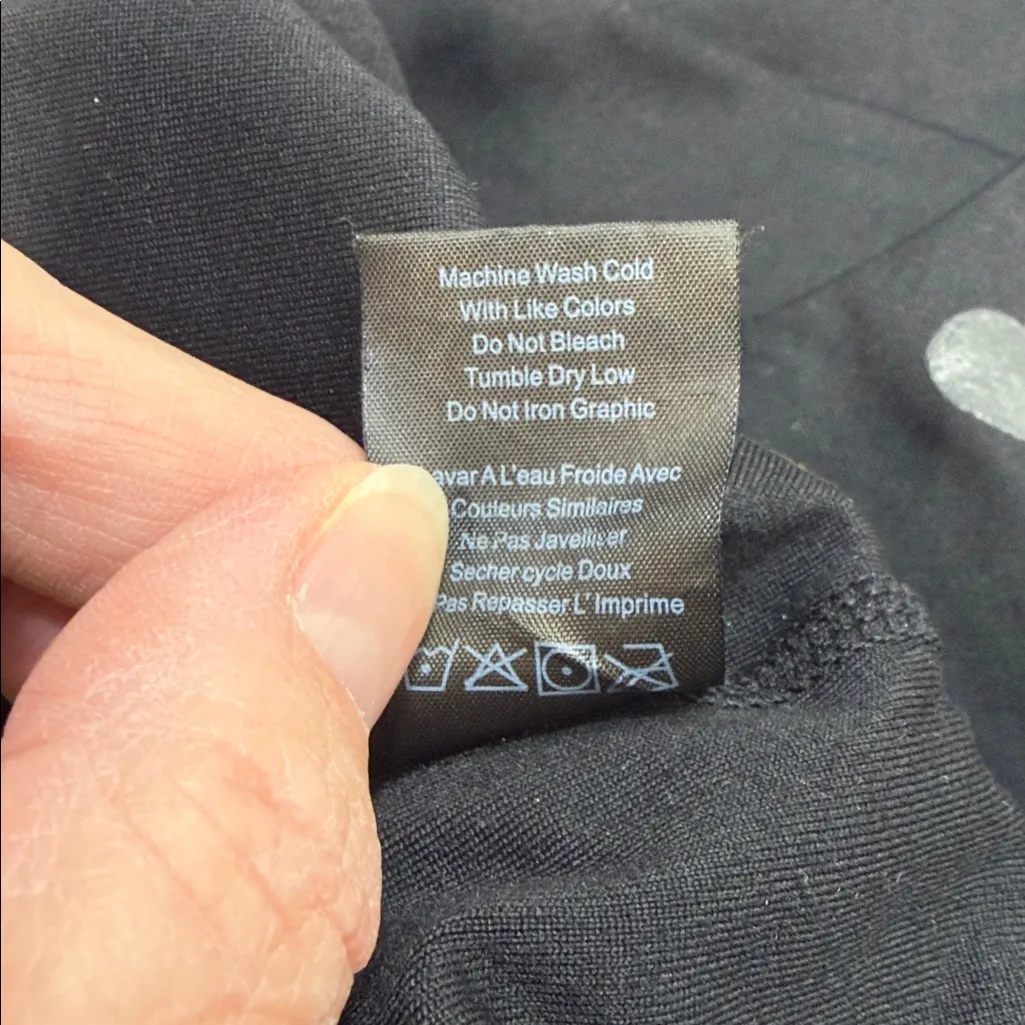 Machine Wash Cold
With Like Colors
Do Not Bleach
Tumble Dry Low
Do Not Iron Graphic
avar A L'eau Froide Avec
Couleurs Similaires
Ne Pas Javelliser
Secher cycle Doux
Pas Repasser L' Imprime